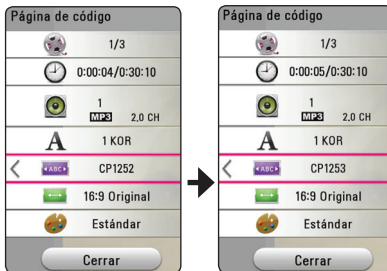 Página de código
1/3
0:00:04/0:30:10
1
MP3 2.0 CH
A 1 KOR
ABC CP1252
16:9 Original
Estándar
Cerrar
Página de código
1/3
0:00:05/0:30:10
1
MP3 2.0 CH
A 1 KOR
ABC CP1253
16:9 Original
Estándar
Cerrar